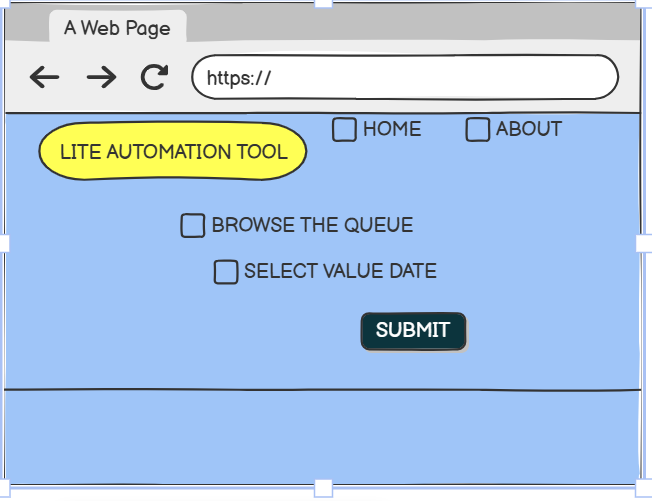 A Web Page
https://
LITE AUTOMATION TOOL
HOME
ABOUT
BROWSE THE QUEUE
SELECT VALUE DATE
SUBMIT